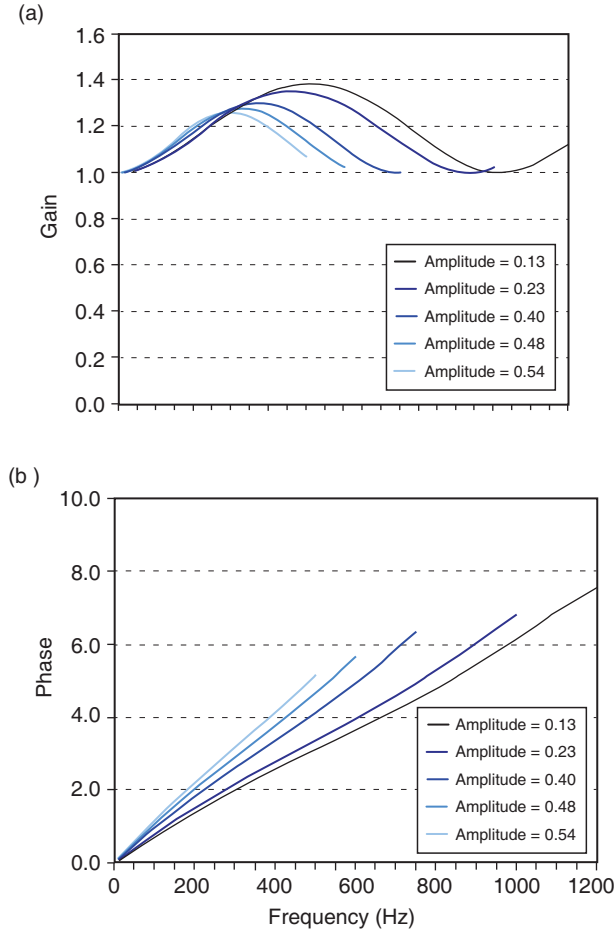 (a)
1.6
1.4
1.2
1.0
0.8
0.6
0.4
0.2
0.0
Gain
Amplitude = 0.13
Amplitude = 0.23
Amplitude = 0.40
Amplitude = 0.48
Amplitude = 0.54
(b )
10.0
8.0
6.0
4.0
2.0
0.0
Phase
Amplitude = 0.13
Amplitude = 0.23
Amplitude = 0.40
Amplitude = 0.48
Amplitude = 0.54
0 200 400 600 800 1000 1200
Frequency (Hz)